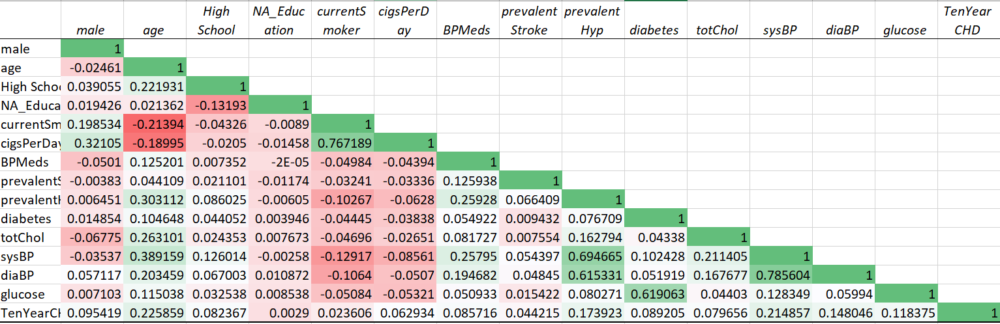 High NA_Educ currentS cigsPerD prevalent prevalent TenYear
male age School ation moker ay BPMeds Stroke Hyp diabetes totChol sysBP diaBP glucose CHD
male 1
age -0.02461 1
High Schoo 0.039055 0.221931 1
NA_Educa 0.019426 0.021362 -0.13193 1
currentSm 0.198534 -0.21394 -0.04326 -0.0089 1
cigsPerDay 0.32105 -0.18995 -0.0205 -0.01458 0.767189 1
BPMeds -0.0501 0.125201 0.007352 -2E-05 -0.04984 -0.04394 1
prevalentS -0.00383 0.044109 0.021101 -0.01174 -0.03241 -0.03336 0.125938 1
prevalentH 0.006451 0.303112 0.086025 -0.00605 -0.10267 -0.0628 0.25928 0.066409 1
diabetes 0.014854 0.104648 0.044052 0.003946 -0.04445 -0.03838 0.054922 0.009432 0.076709 1
totChol -0.06775 0.263101 0.024353 0.007673 -0.04696 -0.02651 0.081727 0.007554 0.162794 0.04338 1
sysBP -0.03537 0.389159 0.126014 -0.00258 -0.12917 -0.08561 0.25795 0.054397 0.694665 0.102428 0.211405 1
diaBP 0.057117 0.203459 0.067003 0.010872 -0.1064 -0.0507 0.194682 0.04845 0.615331 0.051919 0.167677 0.785604 1
glucose 0.007103 0.115038 0.032538 0.008538 -0.05084 -0.05321 0.050933 0.015422 0.080271 0.619063 0.04403 0.128349 0.05994 1
TenYearCH 0.095419 0.225859 0.082367 0.0029 0.023606 0.062934 0.085716 0.044215 0.173923 0.089205 0.079656 0.214857 0.148046 0.118375 1